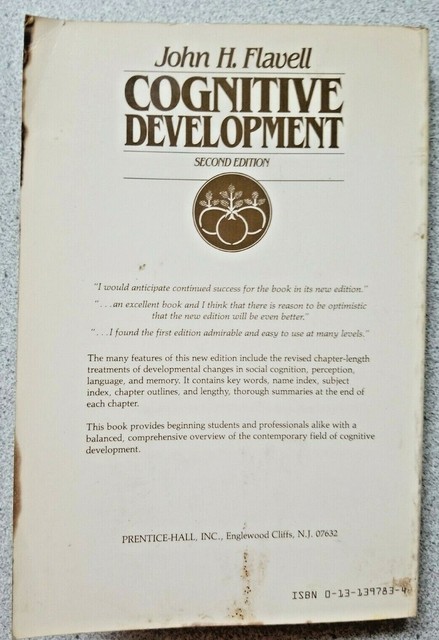 John H. Flavell
COGNITIVE
DEVELOPMENT
SECOND EDITION
"I would anticipate continued success for the book in its new edition."
". . . an excellent book and I think that there is reason to be optimistic
that the new edition will be even better."
". . . I found the first edition admirable and easy to use at many levels."
The many features of this new edition include the revised chapter-length
treatments of developmental changes in social cognition, perception,
language, and memory. It contains key words, name index, subject
index, chapter outlines, and lengthy, thorough summaries at the end of
each chapter.
This book provides beginning students and professionals alike with a
balanced, comprehensive overview of the contemporary field of cognitive
development.
PRENTICE-HALL, INC., Englewood Cliffs, N.J. 07632
ISBN 0-13-139783-4